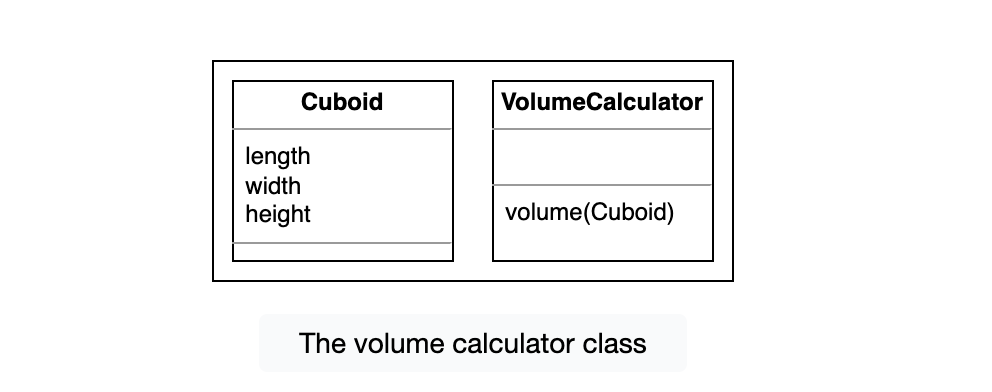 Cuboid
length
width
height
VolumeCalculator
volume(Cuboid)
The volume calculator class